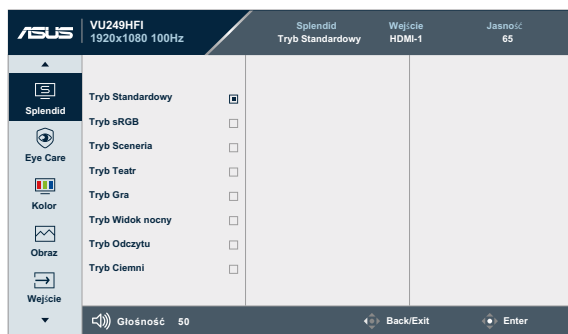 ASUS
VU249HFI
1920x1080 100Hz
Splendid
Tryb Standardowy
Wejście
HDMI-1
Jasność
65
Splendid
Eye Care
Kolor
Obraz
Wejście
Tryb Standardowy
Tryb sRGB
Tryb Sceneria
Tryb Teatr
Tryb Gra
Tryb Widok nocny
Tryb Odczytu
Tryb Ciemni
Głośność 50
Back/Exit
Enter